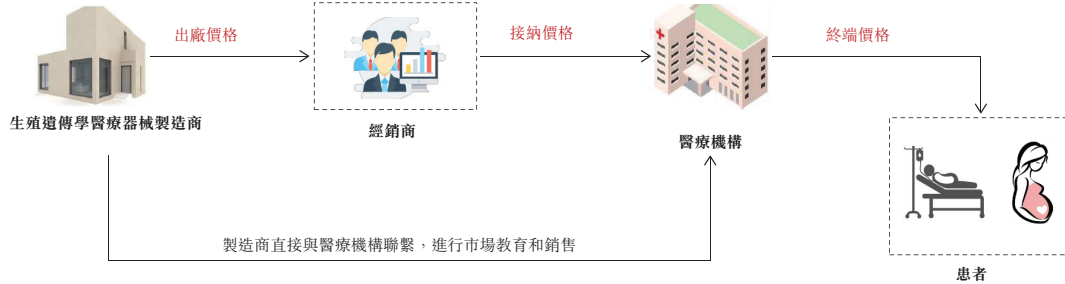 出廠價格
接納價格
終端價格
生殖遺傳學醫療器械製造商
經銷商
醫療機構
製造商直接與醫療機構聯繫，進行市場教育和銷售
患者